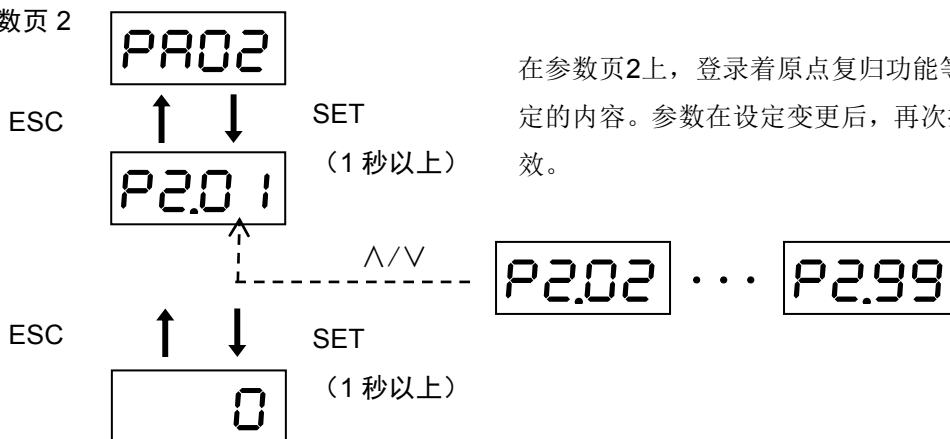 数页 2
PA02
在参数页2上，登录着原点复归功能等
ESC
SET
定的内容。参数在设定变更后，再次
（1 秒以上）
效。
P2.01
∧/∨
P2.02 ··· P2.99
ESC
SET
（1 秒以上）
0